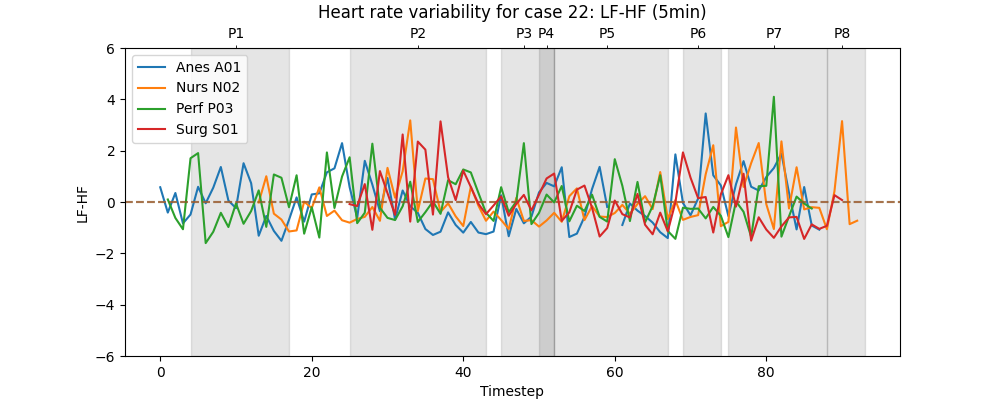 Heart rate variability for case 22: LF-HF (5min)
P1 P2 P3 P4 P5 P6 P7 P8
6
4
2
0
−2
−4
−6
LF-HF
Anes A01
Nurs N02
Perf P03
Surg S01
0 20 40 60 80
Timestep